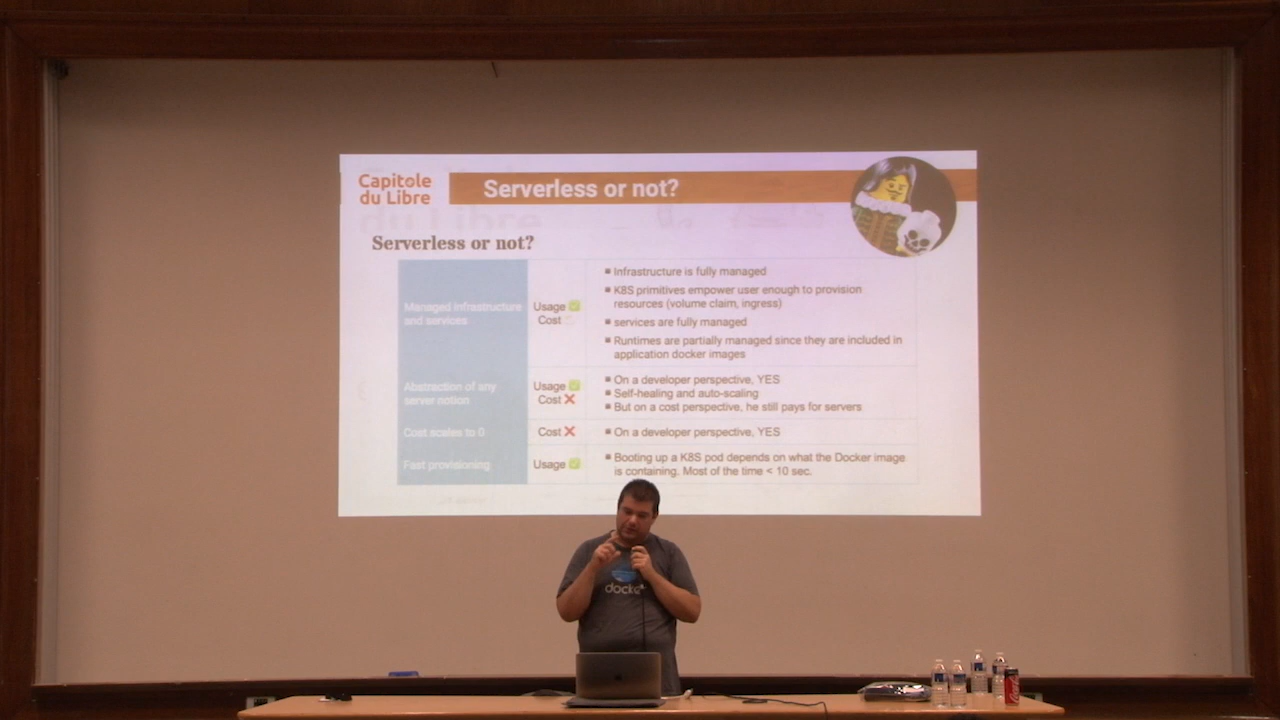 Capitole
du Libre
Serverless or not?
Serverless or not?
Managed infrastructure
and services
Usage ✅
Cost
Infrastructure is fully managed
K8S primitives empower user enough to provision
resources (volume claim, ingress)
services are fully managed
Runtimes are partially managed since they are included in
application docker images
Abstraction of any
server notion
Usage ✅
Cost ❌
On a developer perspective, YES
Self-healing and auto-scaling
But on a cost perspective, he still pays for servers
Cost scales to 0
Cost ❌
On a developer perspective, YES
Fast provisioning
Usage ✅
Booting up a K8S pod depends on what the Docker image
is containing. Most of the time < 10 sec.
docker